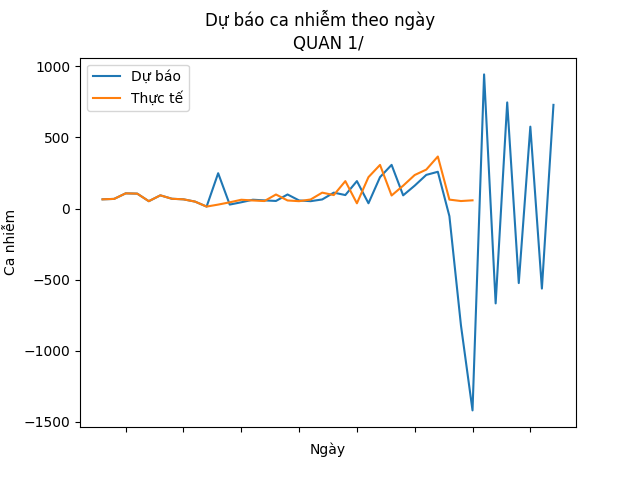 Dự báo ca nhiễm theo ngày
QUAN 1/
Dự báo
Thực tế
1000
500
0
−500
−1000
−1500
Ca nhiễm
Ngày